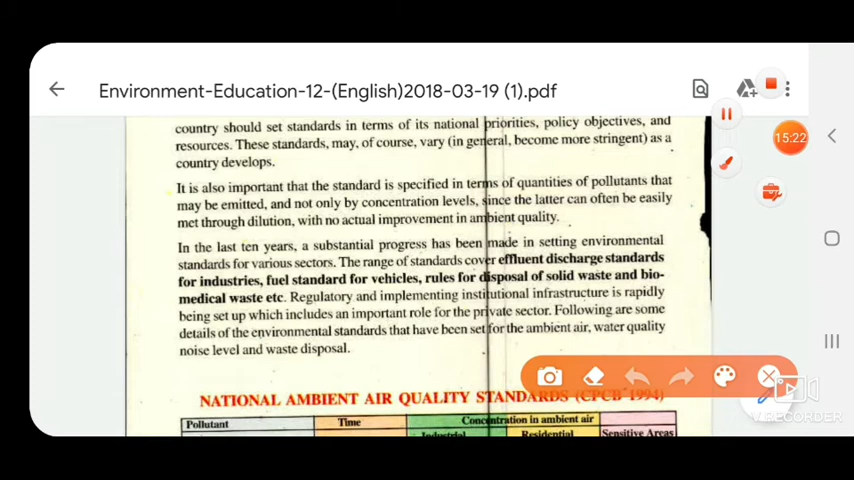 Environment-Education-12-(English)2018-03-19 (1).pdf
15:22
country should set standards in terms of its national priorities, policy objectives, and
resources. These standards, may, of course, vary (in general, become more stringent) as a
country develops.
It is also important that the standard is specified in terms of quantities of pollutants that
may be emitted, and not only by concentration levels, since the latter can often be easily
met through dilution, with no actual improvement in ambient quality.
In the last ten years, a substantial progress has been made in setting environmental
standards for various sectors. The range of standards cover effluent discharge standards
for industries, fuel standard for vehicles, rules for disposal of solid waste and bio-
medical waste etc. Regulatory and implementing institutional infrastructure is rapidly
being set up which includes an important role for the private sector. Following are some
details of the environmental standards that have been set for the ambient air, water quality
noise level and waste disposal.
NATIONAL AMBIENT AIR QUALITY STANDARDS (CPCB 1994)
Pollutant Time Concentration in ambient air
Industrial Residential Sensitive Areas
V RECORDER